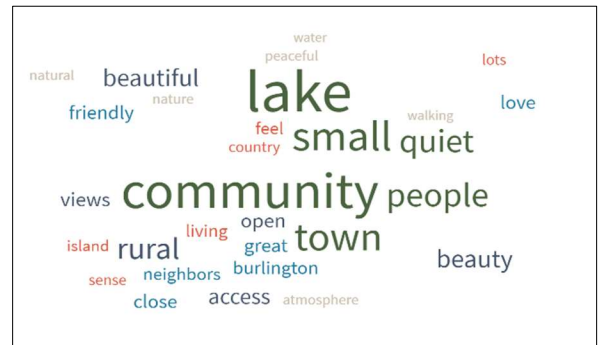 water
peaceful
lots
natural
beautiful
nature
lake
love
friendly
walking
feel
small
quiet
country
community
people
views
open
living
town
island
rural
great
beauty
neighbors
burlington
sense
close
access
atmosphere